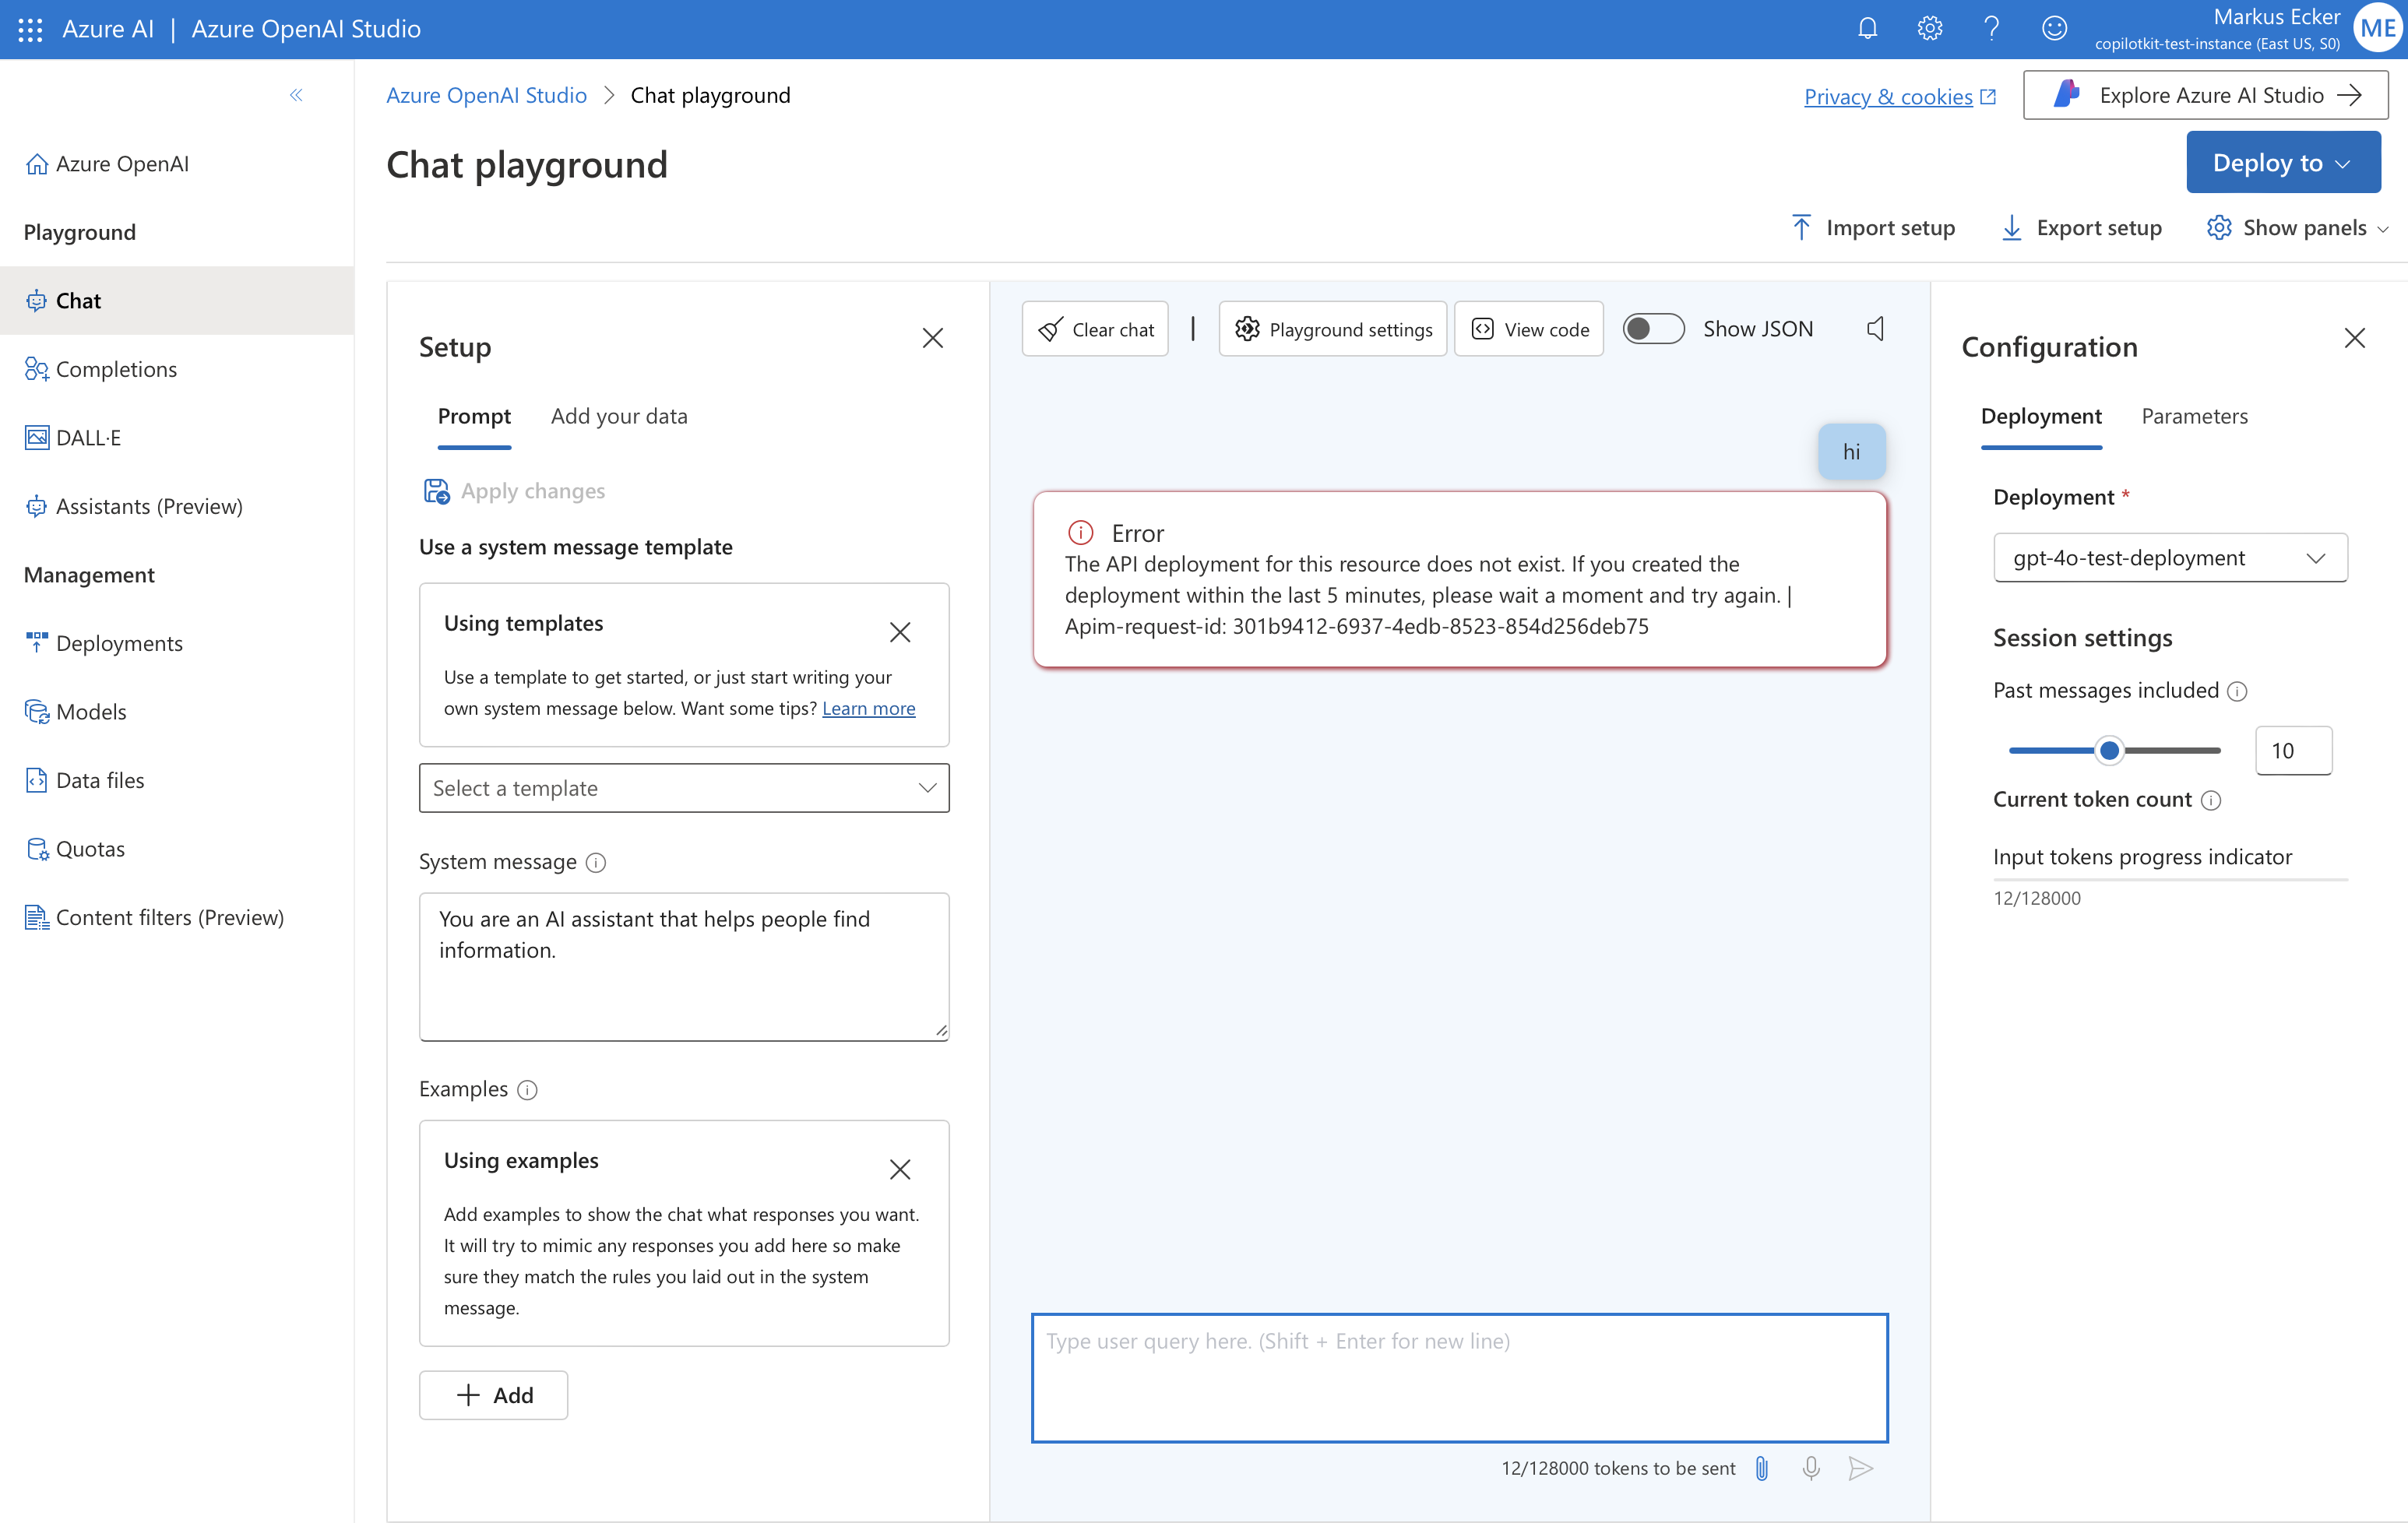 Azure AI | Azure OpenAI Studio
Markus Ecker
copilotkit-test-instance (East US, S0)
ME
Azure OpenAI
Playground
Chat
Completions
DALL·E
Assistants (Preview)
Management
Deployments
Models
Data files
Quotas
Content filters (Preview)
Azure OpenAI Studio > Chat playground
Privacy & cookies
Explore Azure AI Studio
Chat playground
Deploy to
Import setup
Export setup
Show panels
Setup
Prompt
Add your data
Apply changes
Use a system message template
Using templates
Use a template to get started, or just start writing your
own system message below. Want some tips? Learn more
Select a template
System message
You are an AI assistant that helps people find
information.
Examples
Using examples
Add examples to show the chat what responses you want.
It will try to mimic any responses you add here so make
sure they match the rules you laid out in the system
message.
Add
Clear chat
Playground settings
View code
Show JSON
hi
Error
The API deployment for this resource does not exist. If you created the
deployment within the last 5 minutes, please wait a moment and try again. |
Apim-request-id: 301b9412-6937-4edb-8523-854d256deb75
Type user query here. (Shift + Enter for new line)
12/128000 tokens to be sent
Configuration
Deployment
Parameters
Deployment *
gpt-4o-test-deployment
Session settings
Past messages included
10
Current token count
Input tokens progress indicator
12/128000